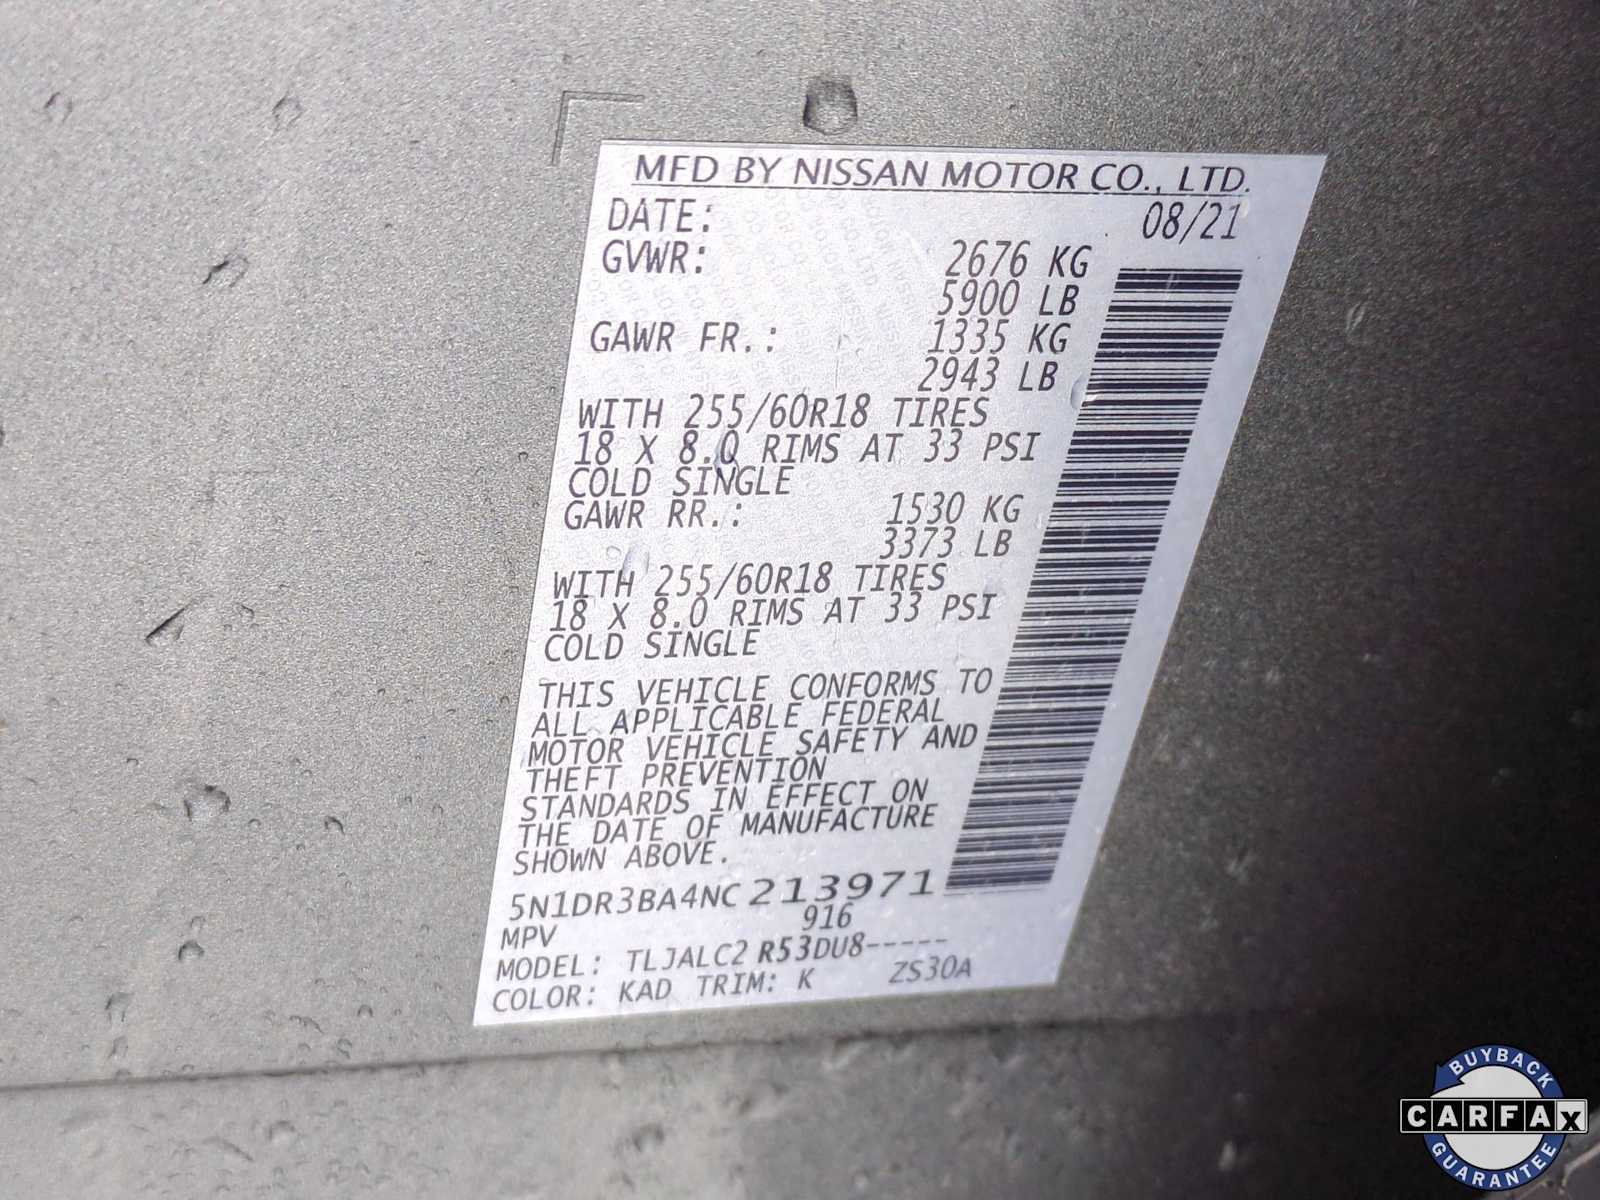 MFD BY NISSAN MOTOR CO., LTD.
DATE: 08/21
GVWR: 2676 KG
5900 LB
GAWR FR.: 1335 KG
2943 LB
WITH 255/60R18 TIRES
18 X 8.0 RIMS AT 33 PSI
COLD SINGLE
GAWR RR.: 1530 KG
3373 LB
WITH 255/60R18 TIRES
18 X 8.0 RIMS AT 33 PSI
COLD SINGLE
THIS VEHICLE CONFORMS TO
ALL APPLICABLE FEDERAL
MOTOR VEHICLE SAFETY AND
THEFT PREVENTION
STANDARDS IN EFFECT ON
THE DATE OF MANUFACTURE
SHOWN ABOVE.
5N1DR3BA4NC213971
MPV 916
MODEL: TLJALC2 R53DU8-----
COLOR: KAD TRIM: K ZS30A
BUYBACK
CARFAX
GUARANTEE